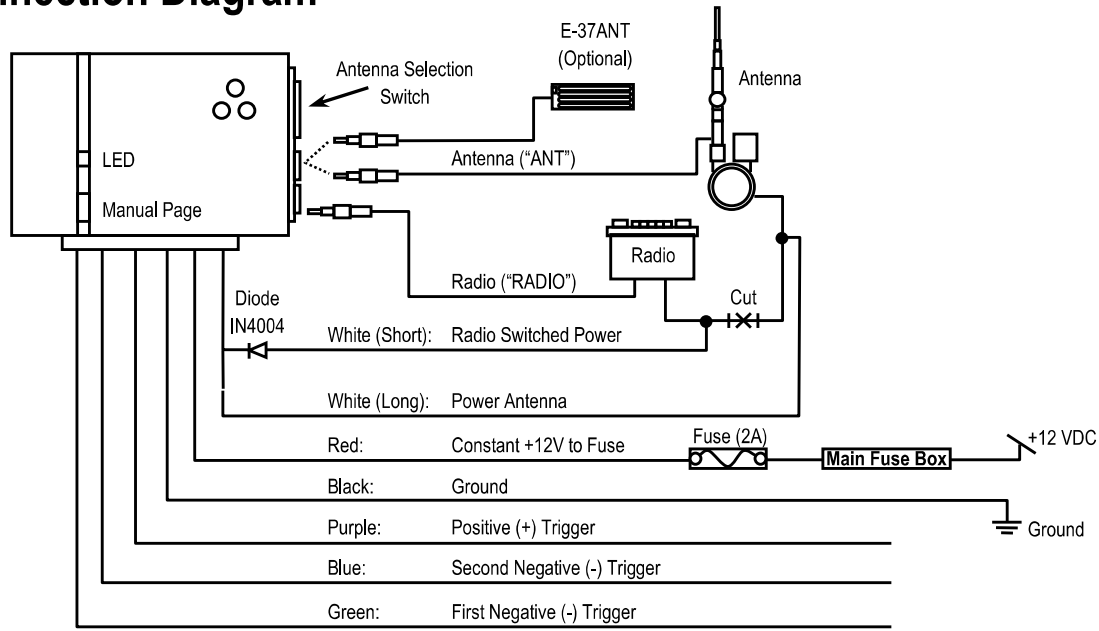 Connection Diagram
E-37ANT
(Optional)
Antenna Selection
Switch
Antenna
LED
Antenna ("ANT")
Manual Page
Radio
Radio ("RADIO")
Diode
IN4004
Cut
White (Short): Radio Switched Power
White (Long): Power Antenna
Red: Constant +12V to Fuse
Fuse (2A)
Main Fuse Box
+12 VDC
Black: Ground
Ground
Purple: Positive (+) Trigger
Blue: Second Negative (-) Trigger
Green: First Negative (-) Trigger